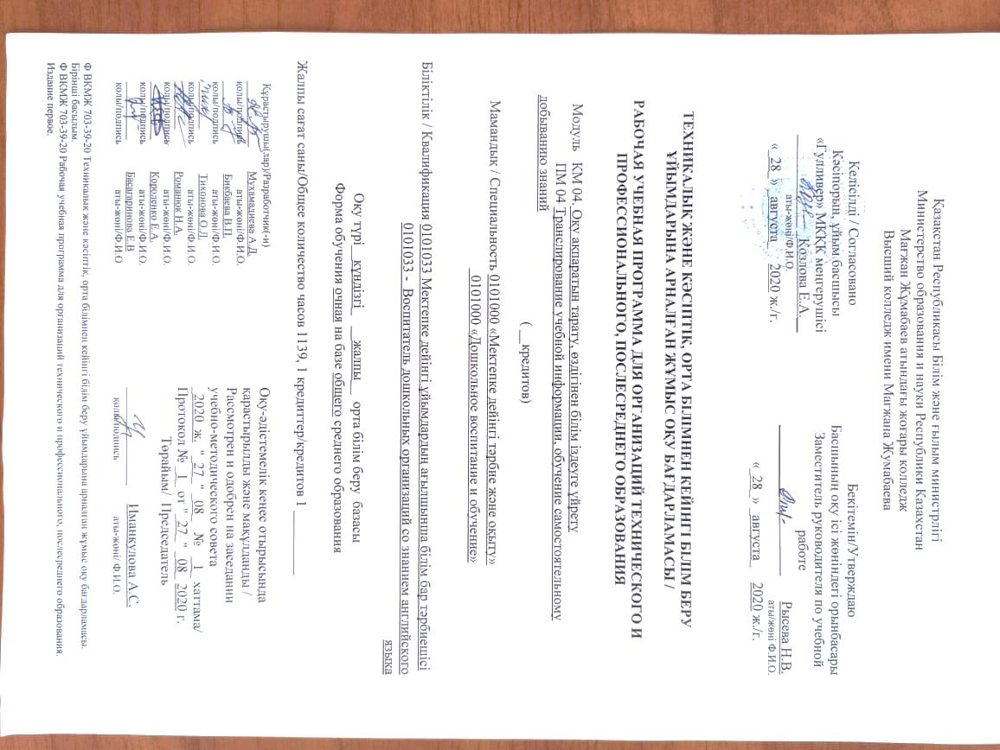 Қазақстан Республикасы Білім және ғылым министрлігі
Министерство образования и науки Республики Казахстан
Мағжан Жұмабаев атындағы жоғары колледж
Высший колледж имени Магжана Жумабаева
Келісілді / Согласовано
Кәсіпорын, ұйым басшысы
«Гулливер» МКҚК меңгерушісі
Козлова Е.А.
аты-жөні/Ф.И.О.
« 28 » августа 2020 ж./г.
Бекітемін/Утверждаю
Басшының оқу ісі жөніндегі орынбасары
Заместитель руководителя по учебной
работе
Рысева Н.В.
аты/жөні Ф.И.О.
« 28 » августа 2020 ж./г.
ТЕХНИКАЛЫҚ ЖӘНЕ КӘСІПТІК, ОРТА БІЛІМНЕН КЕЙІНГІ БІЛІМ БЕРУ
ҰЙЫМДАРЫНА АРНАЛҒАН ЖҰМЫС ОҚУ БАҒДАРЛАМАСЫ /
РАБОЧАЯ УЧЕБНАЯ ПРОГРАММА ДЛЯ ОРГАНИЗАЦИЙ ТЕХНИЧЕСКОГО И
ПРОФЕССИОНАЛЬНОГО, ПОСЛЕСРЕДНЕГО ОБРАЗОВАНИЯ
Модуль КМ 04. Оқу ақпаратын тарату, өздігінен білім іздеуге үйрету
ПМ 04 Транслирование учебной информации, обучение самостоятельному
добыванию знаний
( __ кредитов)
Мамандық / Специальность 0101000 «Мектепке дейінгі тәрбие және оқыту»
0101000 «Дошкольное воспитание и обучение»
Біліктілік / Квалификация 0101033 Мектепке дейінгі ұйымдардың ағылшынша білім бар тәрбиешісі
0101033 - Воспитатель дошкольных организаций со знанием английского
языка
Оқу түрі күндізгі жалпы орта білім беру базасы
Форма обучения очная на базе общего среднего образования
Жалпы сағат саны/Общее количество часов 1139, 1 кредиттер/кредитов 1 ________
Құрастырушы(лар)/Разработчик(-и)
Мухамадиева А.Д.
қолы/подпись аты-жөні/Ф.И.О.
Бикбаева В.П.
қолы/подпись аты-жөні/Ф.И.О.
Тихонова О.Л.
қолы/подпись аты-жөні/Ф.И.О.
Романюк Н.А.
қолы/подпись аты-жөні/Ф.И.О.
Короленко Е.А.
қолы/подпись аты-жөні/Ф.И.О.
Басгаринова Е.В
қолы/подпись аты-жөні/Ф.И.О
Оқу-әдістемелік кеңес отырысында
қарастырылды және мақұлданды /
Рассмотрен и одобрен на заседании
учебно-методического совета
2020 ж. " 27 " 08 № 1 хаттама/
Протокол № 1 от " 27 " 08 2020 г.
Төрайым/ Председатель
Иманкулова А.С.
қолы/подпись аты-жөні/ Ф.И.О.
Ф ВКМЖ 703-39-20 Техникалық және кәсіптік, орта білімнен кейінгі білім беру ұйымдарына арналған жұмыс оқу бағдарламасы.
Бірінші басылым.
Ф ВКМЖ 703-39-20 Рабочая учебная программа для организаций технического и профессионального, послесреднего образования.
Издание первое.